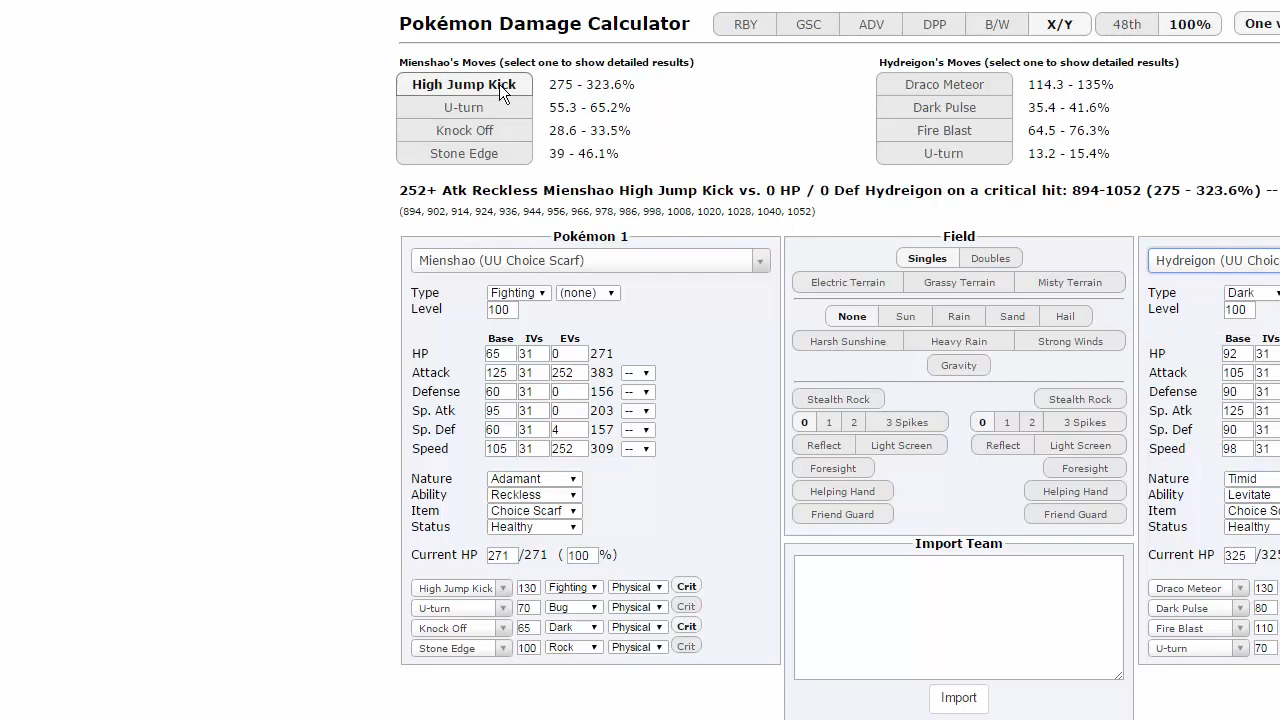 Pokémon Damage Calculator RBY GSC ADV DPP B/W X/Y 48th 100% One v
Mienshao's Moves (select one to show detailed results) Hydreigon's Moves (select one to show detailed results)
High Jump Kick 275 - 323.6% Draco Meteor 114.3 - 135%
U-turn 55.3 - 65.2% Dark Pulse 35.4 - 41.6%
Knock Off 28.6 - 33.5% Fire Blast 64.5 - 76.3%
Stone Edge 39 - 46.1% U-turn 13.2 - 15.4%
252+ Atk Reckless Mienshao High Jump Kick vs. 0 HP / 0 Def Hydreigon on a critical hit: 894-1052 (275 - 323.6%) --
(894, 902, 914, 924, 936, 944, 956, 966, 978, 986, 998, 1008, 1020, 1028, 1040, 1052)
Pokémon 1 Field
Mienshao (UU Choice Scarf) Singles Doubles Hydreigon (UU Choic
Electric Terrain Grassy Terrain Misty Terrain
Type Fighting (none) Type Dark
Level 100 None Sun Rain Sand Hail Level 100
Base IVs EVs Harsh Sunshine Heavy Rain Strong Winds Base IVs
HP 65 31 0 271 HP 92 31
Gravity
Attack 125 31 252 383 -- Attack 105 31
Defense 60 31 0 156 -- Stealth Rock Stealth Rock Defense 90 31
Sp. Atk 95 31 0 203 -- 0 1 2 3 Spikes 0 1 2 3 Spikes Sp. Atk 125 31
Sp. Def 60 31 4 157 -- Reflect Light Screen Reflect Light Screen Sp. Def 90 31
Speed 105 31 252 309 -- Speed 98 31
Foresight Foresight
Nature Adamant Nature Timid
Ability Reckless Helping Hand Helping Hand Ability Levitate
Item Choice Scarf Friend Guard Friend Guard Item Choice Sc
Status Healthy Status Healthy
Import Team
Current HP 271 /271 ( 100 %) Current HP 325 /325
High Jump Kick 130 Fighting Physical Crit Draco Meteor 130
U-turn 70 Bug Physical Crit Dark Pulse 80
Knock Off 65 Dark Physical Crit Fire Blast 110
Stone Edge 100 Rock Physical Crit U-turn 70
Import